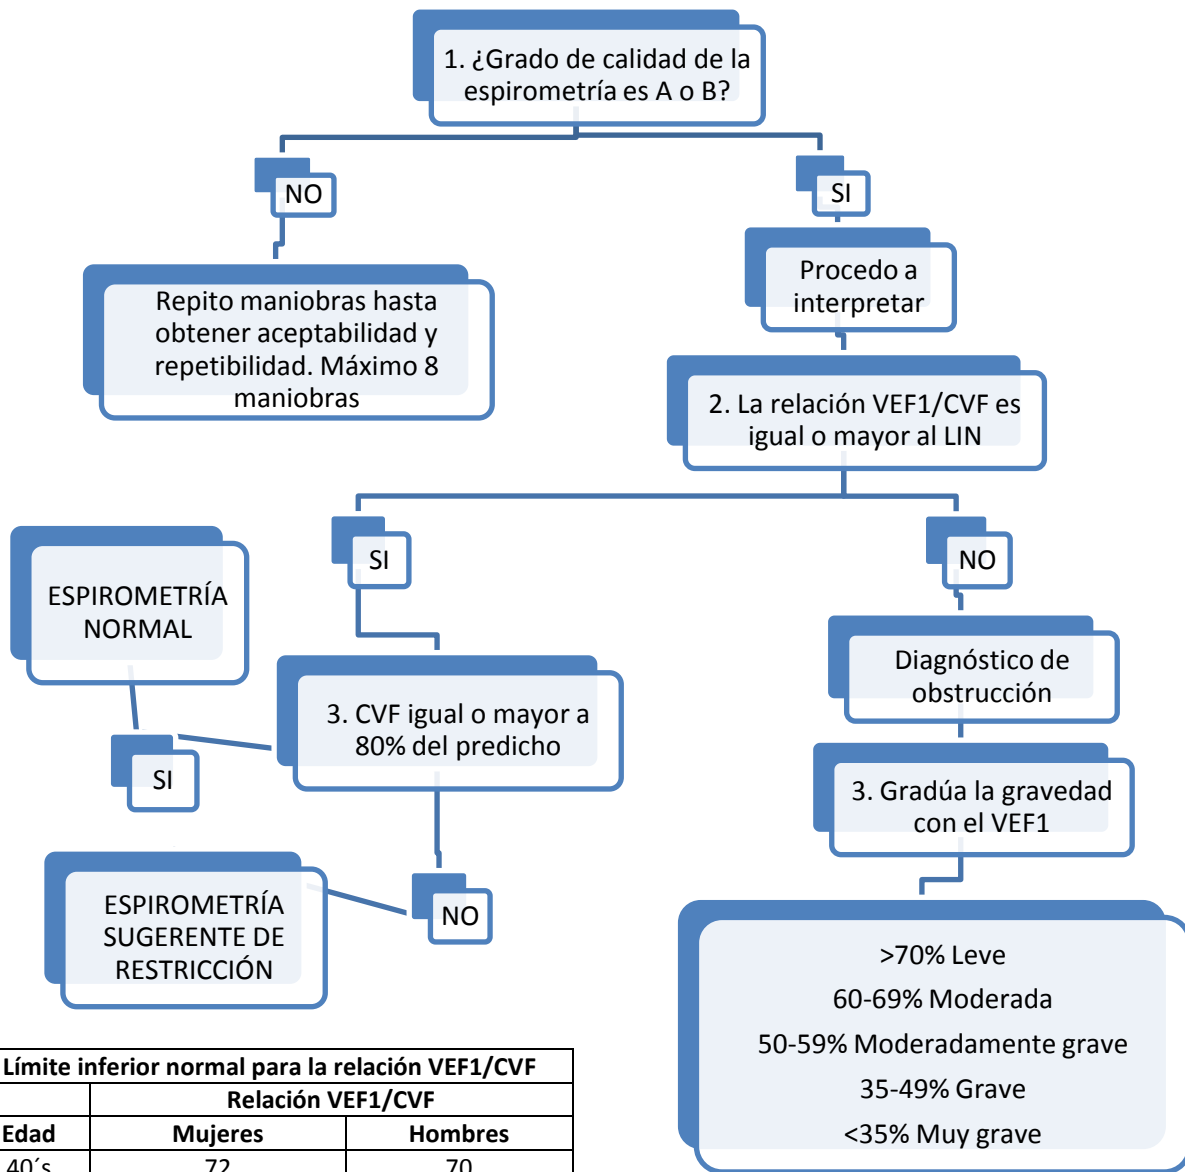 1. ¿Grado de calidad de la
espirometría es A o B?
NO
SI
Repito maniobras hasta
obtener aceptabilidad y
repetibilidad. Máximo 8
maniobras
Procedo a
interpretar
2. La relación VEF1/CVF es
igual o mayor al LIN
SI
NO
ESPIROMETRÍA
NORMAL
SI
3. CVF igual o mayor a
80% del predicho
Diagnóstico de
obstrucción
3. Gradúa la gravedad
con el VEF1
ESPIROMETRÍA
SUGERENTE DE
RESTRICCIÓN
NO
>70% Leve
60-69% Moderada
50-59% Moderadamente grave
35-49% Grave
<35% Muy grave
Límite inferior normal para la relación VEF1/CVF
Relación VEF1/CVF
Edad Mujeres Hombres
40´s 72 70